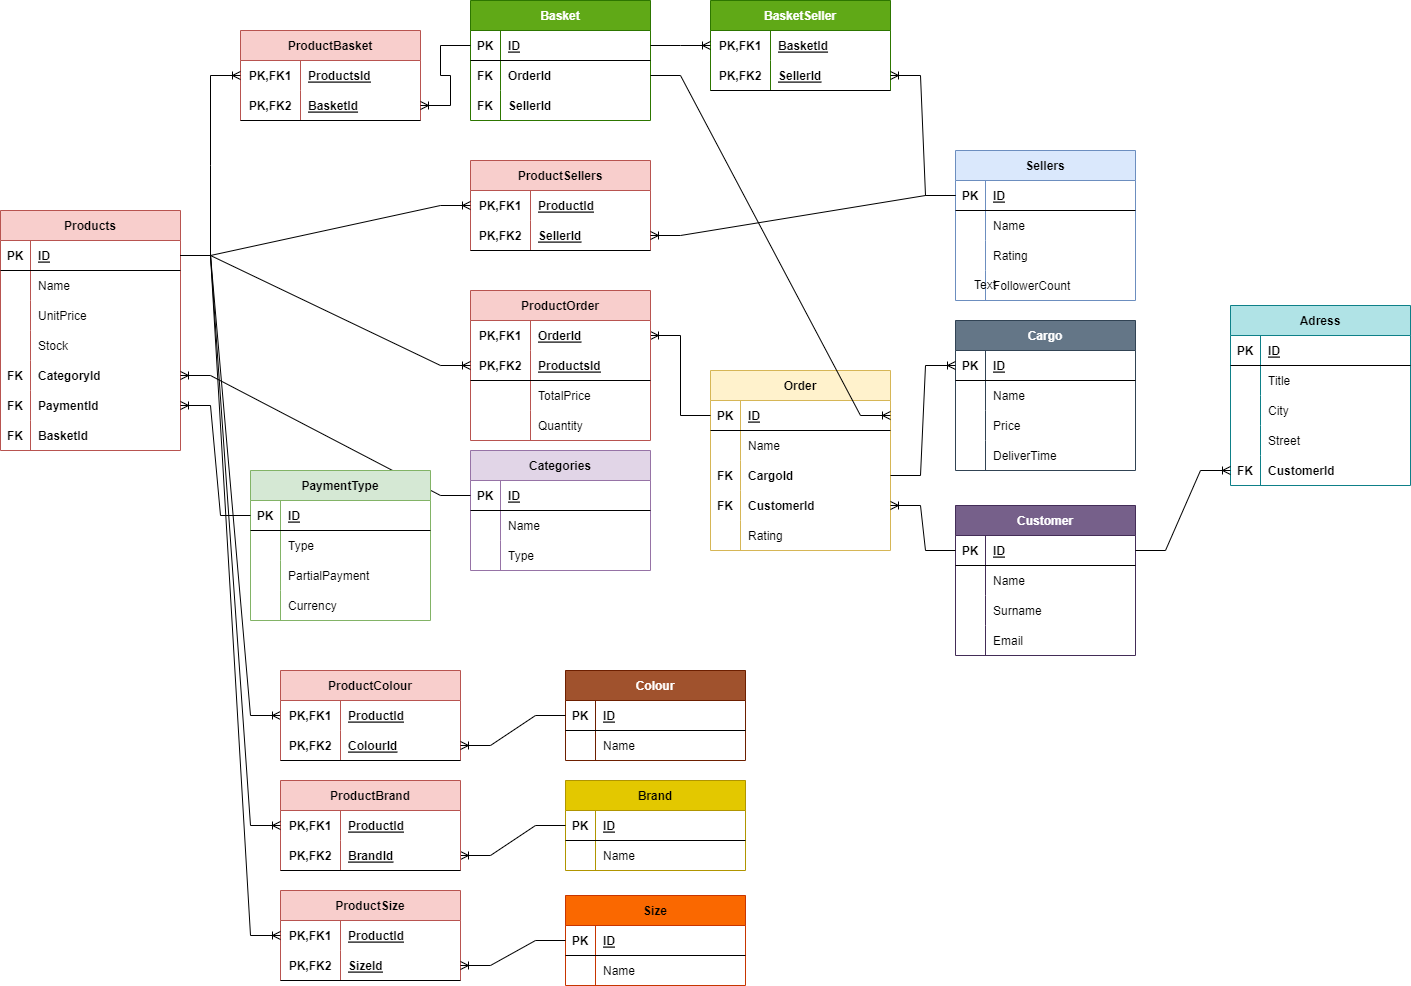 Basket
PK ID
FK OrderId
FK SellerId
BasketSeller
PK,FK1 BasketId
PK,FK2 SellerId
ProductBasket
PK,FK1 ProductsId
PK,FK2 BasketId
ProductSellers
PK,FK1 ProductId
PK,FK2 SellerId
Sellers
PK ID
Name
Rating
Text
FollowerCount
Products
PK ID
Name
UnitPrice
Stock
FK CategoryId
FK PaymentId
FK BasketId
ProductOrder
PK,FK1 OrderId
PK,FK2 ProductsId
TotalPrice
Quantity
Order
PK ID
Name
FK CargoId
FK CustomerId
Rating
Cargo
PK ID
Name
Price
DeliverTime
Adress
PK ID
Title
City
Street
FK CustomerId
PaymentType
PK ID
Type
PartialPayment
Currency
Categories
PK ID
Name
Type
Customer
PK ID
Name
Surname
Email
ProductColour
PK,FK1 ProductId
PK,FK2 ColourId
Colour
PK ID
Name
ProductBrand
PK,FK1 ProductId
PK,FK2 BrandId
Brand
PK ID
Name
ProductSize
PK,FK1 ProductId
PK,FK2 SizeId
Size
PK ID
Name